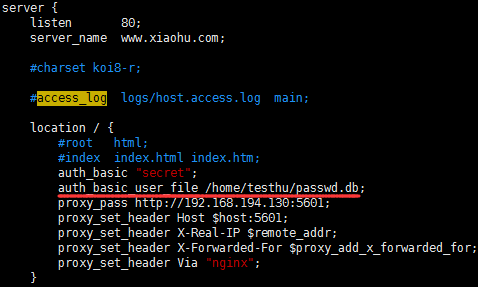 server {
    listen       80;
    server_name  www.xiaohu.com;
    #charset koi8-r;
    #access_log  logs/host.access.log  main;
    location / {
        #root   html;
        #index  index.html index.htm;
        auth_basic "secret";
        auth_basic_user_file /home/testhu/passwd.db;
        proxy_pass http://192.168.194.130:5601;
        proxy_set_header Host $host:5601;
        proxy_set_header X-Real-IP $remote_addr;
        proxy_set_header X-Forwarded-For $proxy_add_x_forwarded_for;
        proxy_set_header Via "nginx";
    }